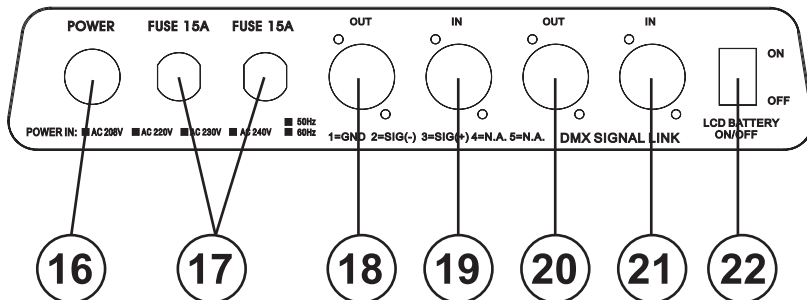 POWER FUSE 15A FUSE 15A OUT IN OUT IN
ON
OFF
50Hz
POWER IN: AC 208V AC 220V AC 230V AC 240V 60Hz
1=GND 2=SIG(-) 3=SIG(+) 4=N.A. 5=N.A. DMX SIGNAL LINK
LCD BATTERY
ON/OFF
16 17 18 19 20 21 22